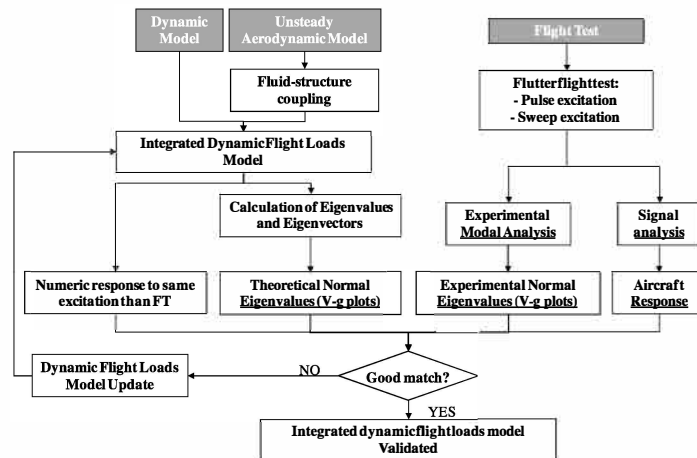 Dynamic
Model
Unsteady
Aerodynamic Model
Flight Test
Fluid-structure
coupling
Flutterflighttest:
- Pulse excitation
- Sweep excitation
Integrated DynamicFlight Loads
Model
Calculation of Eigenvalues
and Eigenvectors
Experimental
Modal Analysis
Signal
analysis
Numeric response to same
excitation than FT
Theoretical Normal
Eigenvalues (V-g plots)
Experimental Normal
Eigenvalues (V-g plots)
Aircraft
Response
Dynamic Flight Loads
Model Update
NO
Good match?
YES
Integrated dynamicflightloads model
Validated